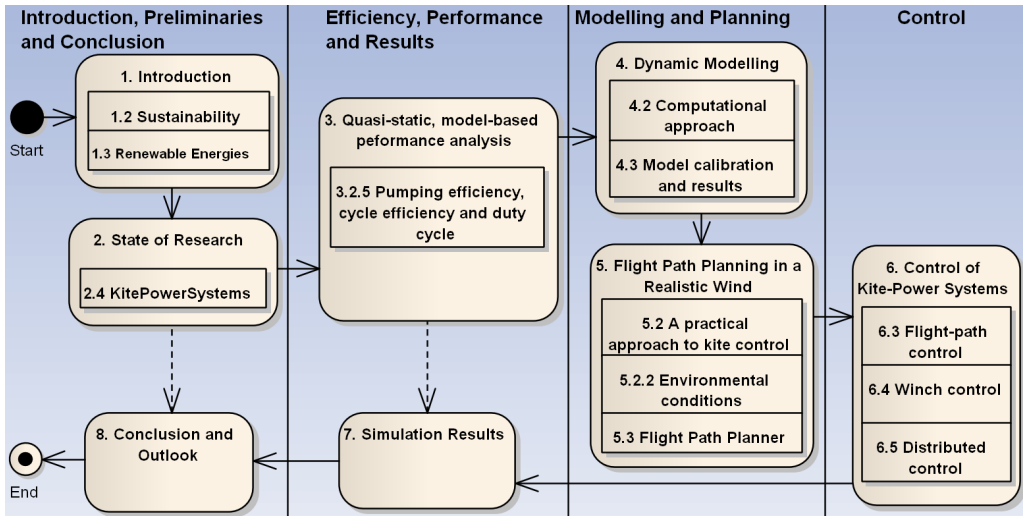 Introduction, Preliminaries
and Conclusion
Efficiency, Performance
and Results
Modelling and Planning
Control
Start
1. Introduction
1.2 Sustainability
1.3 Renewable Energies
2. State of Research
2.4 KitePowerSystems
3. Quasi-static, model-based
peformance analysis
3.2.5 Pumping efficiency,
cycle efficiency and duty
cycle
4. Dynamic Modelling
4.2 Computational
approach
4.3 Model calibration
and results
5. Flight Path Planning in a
Realistic Wind
5.2 A practical
approach to kite control
5.2.2 Environmental
conditions
5.3 Flight Path Planner
6. Control of
Kite-Power Systems
6.3 Flight-path
control
6.4 Winch control
6.5 Distributed
control
7. Simulation Results
8. Conclusion and
Outlook
End